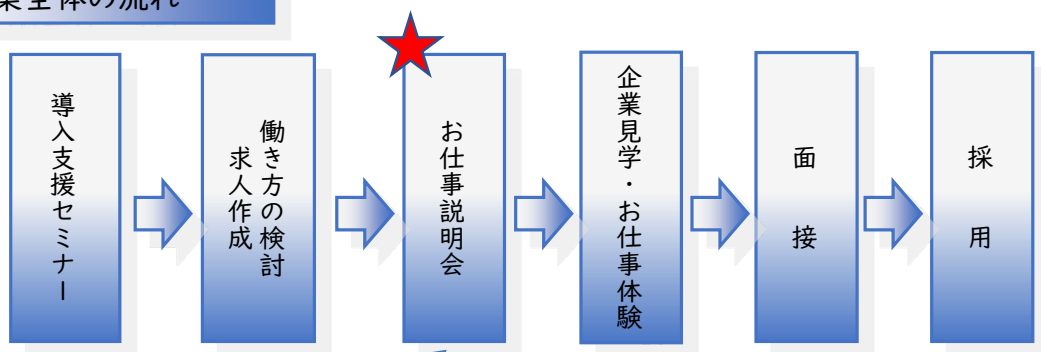 業全体の流れ
導入支援セミナー
働き方の検討
求人作成
お仕事説明会
企業見学・お仕事体験
面接
採用